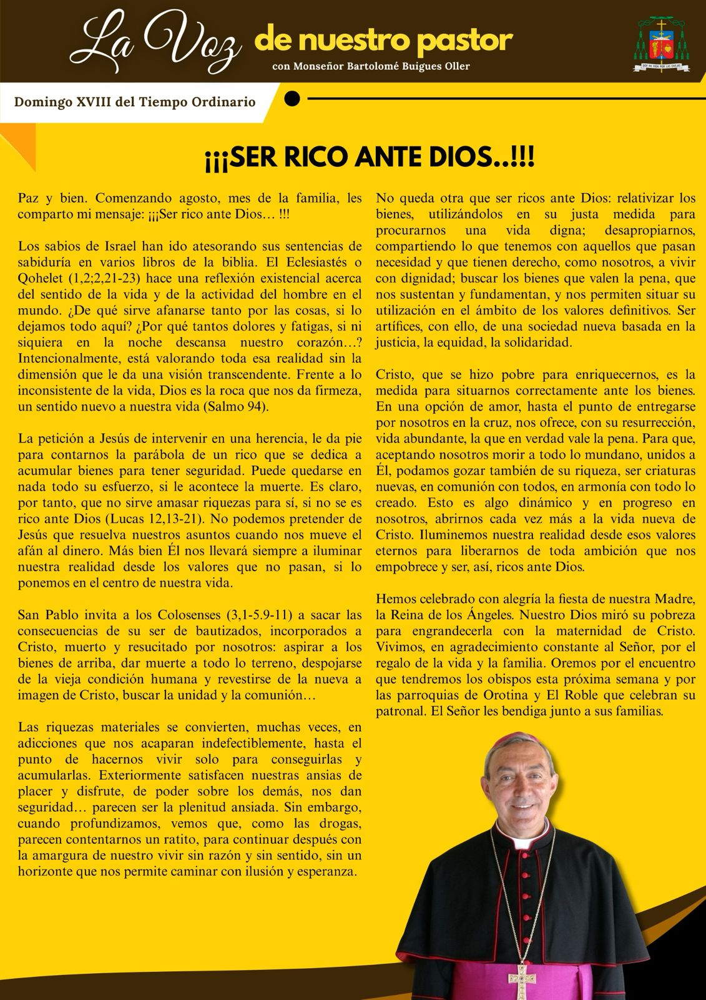 La Voz de nuestro pastor
con Monseñor Bartolomé Buigues Oller
DOY MI VIDA POR LAS OVEJAS
Domingo XVIII del Tiempo Ordinario
¡¡¡SER RICO ANTE DIOS..!!!
Paz y bien. Comenzando agosto, mes de la familia, les
comparto mi mensaje: ¡¡¡Ser rico ante Dios… !!!
Los sabios de Israel han ido atesorando sus sentencias de
sabiduría en varios libros de la biblia. El Eclesiastés o
Qohelet (1,2;2,21-23) hace una reflexión existencial acerca
del sentido de la vida y de la actividad del hombre en el
mundo. ¿De qué sirve afanarse tanto por las cosas, si lo
dejamos todo aquí? ¿Por qué tantos dolores y fatigas, si ni
siquiera en la noche descansa nuestro corazón…?
Intencionalmente, está valorando toda esa realidad sin la
dimensión que le da una visión transcendente. Frente a lo
inconsistente de la vida, Dios es la roca que nos da firmeza,
un sentido nuevo a nuestra vida (Salmo 94).
La petición a Jesús de intervenir en una herencia, le da pie
para contarnos la parábola de un rico que se dedica a
acumular bienes para tener seguridad. Puede quedarse en
nada todo su esfuerzo, si le acontece la muerte. Es claro,
por tanto, que no sirve amasar riquezas para sí, si no se es
rico ante Dios (Lucas 12,13-21). No podemos pretender de
Jesús que resuelva nuestros asuntos cuando nos mueve el
afán al dinero. Más bien Él nos llevará siempre a iluminar
nuestra realidad desde los valores que no pasan, si lo
ponemos en el centro de nuestra vida.
San Pablo invita a los Colosenses (3,1-5.9-11) a sacar las
consecuencias de su ser de bautizados, incorporados a
Cristo, muerto y resucitado por nosotros: aspirar a los
bienes de arriba, dar muerte a todo lo terreno, despojarse
de la vieja condición humana y revestirse de la nueva a
imagen de Cristo, buscar la unidad y la comunión…
Las riquezas materiales se convierten, muchas veces, en
adicciones que nos acaparan indefectiblemente, hasta el
punto de hacernos vivir solo para conseguirlas y
acumularlas. Exteriormente satisfacen nuestras ansias de
placer y disfrute, de poder sobre los demás, nos dan
seguridad… parecen ser la plenitud ansiada. Sin embargo,
cuando profundizamos, vemos que, como las drogas,
parecen contentarnos un ratito, para continuar después con
la amargura de nuestro vivir sin razón y sin sentido, sin un
horizonte que nos permite caminar con ilusión y esperanza.
No queda otra que ser ricos ante Dios: relativizar los
bienes, utilizándolos en su justa medida para
procurarnos una vida digna; desapropiarnos,
compartiendo lo que tenemos con aquellos que pasan
necesidad y que tienen derecho, como nosotros, a vivir
con dignidad; buscar los bienes que valen la pena, que
nos sustentan y fundamentan, y nos permiten situar su
utilización en el ámbito de los valores definitivos. Ser
artífices, con ello, de una sociedad nueva basada en la
justicia, la equidad, la solidaridad.
Cristo, que se hizo pobre para enriquecernos, es la
medida para situarnos correctamente ante los bienes.
En una opción de amor, hasta el punto de entregarse
por nosotros en la cruz, nos ofrece, con su resurrección,
vida abundante, la que en verdad vale la pena. Para que,
aceptando nosotros morir a todo lo mundano, unidos a
Él, podamos gozar también de su riqueza, ser criaturas
nuevas, en comunión con todos, en armonía con todo lo
creado. Esto es algo dinámico y en progreso en
nosotros, abrirnos cada vez más a la vida nueva de
Cristo. Iluminemos nuestra realidad desde esos valores
eternos para liberarnos de toda ambición que nos
empobrece y ser, así, ricos ante Dios.
Hemos celebrado con alegría la fiesta de nuestra Madre,
la Reina de los Ángeles. Nuestro Dios miró su pobreza
para engrandecerla con la maternidad de Cristo.
Vivimos, en agradecimiento constante al Señor, por el
regalo de la vida y la familia. Oremos por el encuentro
que tendremos los obispos esta próxima semana y por
las parroquias de Orotina y El Roble que celebran su
patronal. El Señor les bendiga junto a sus familias.